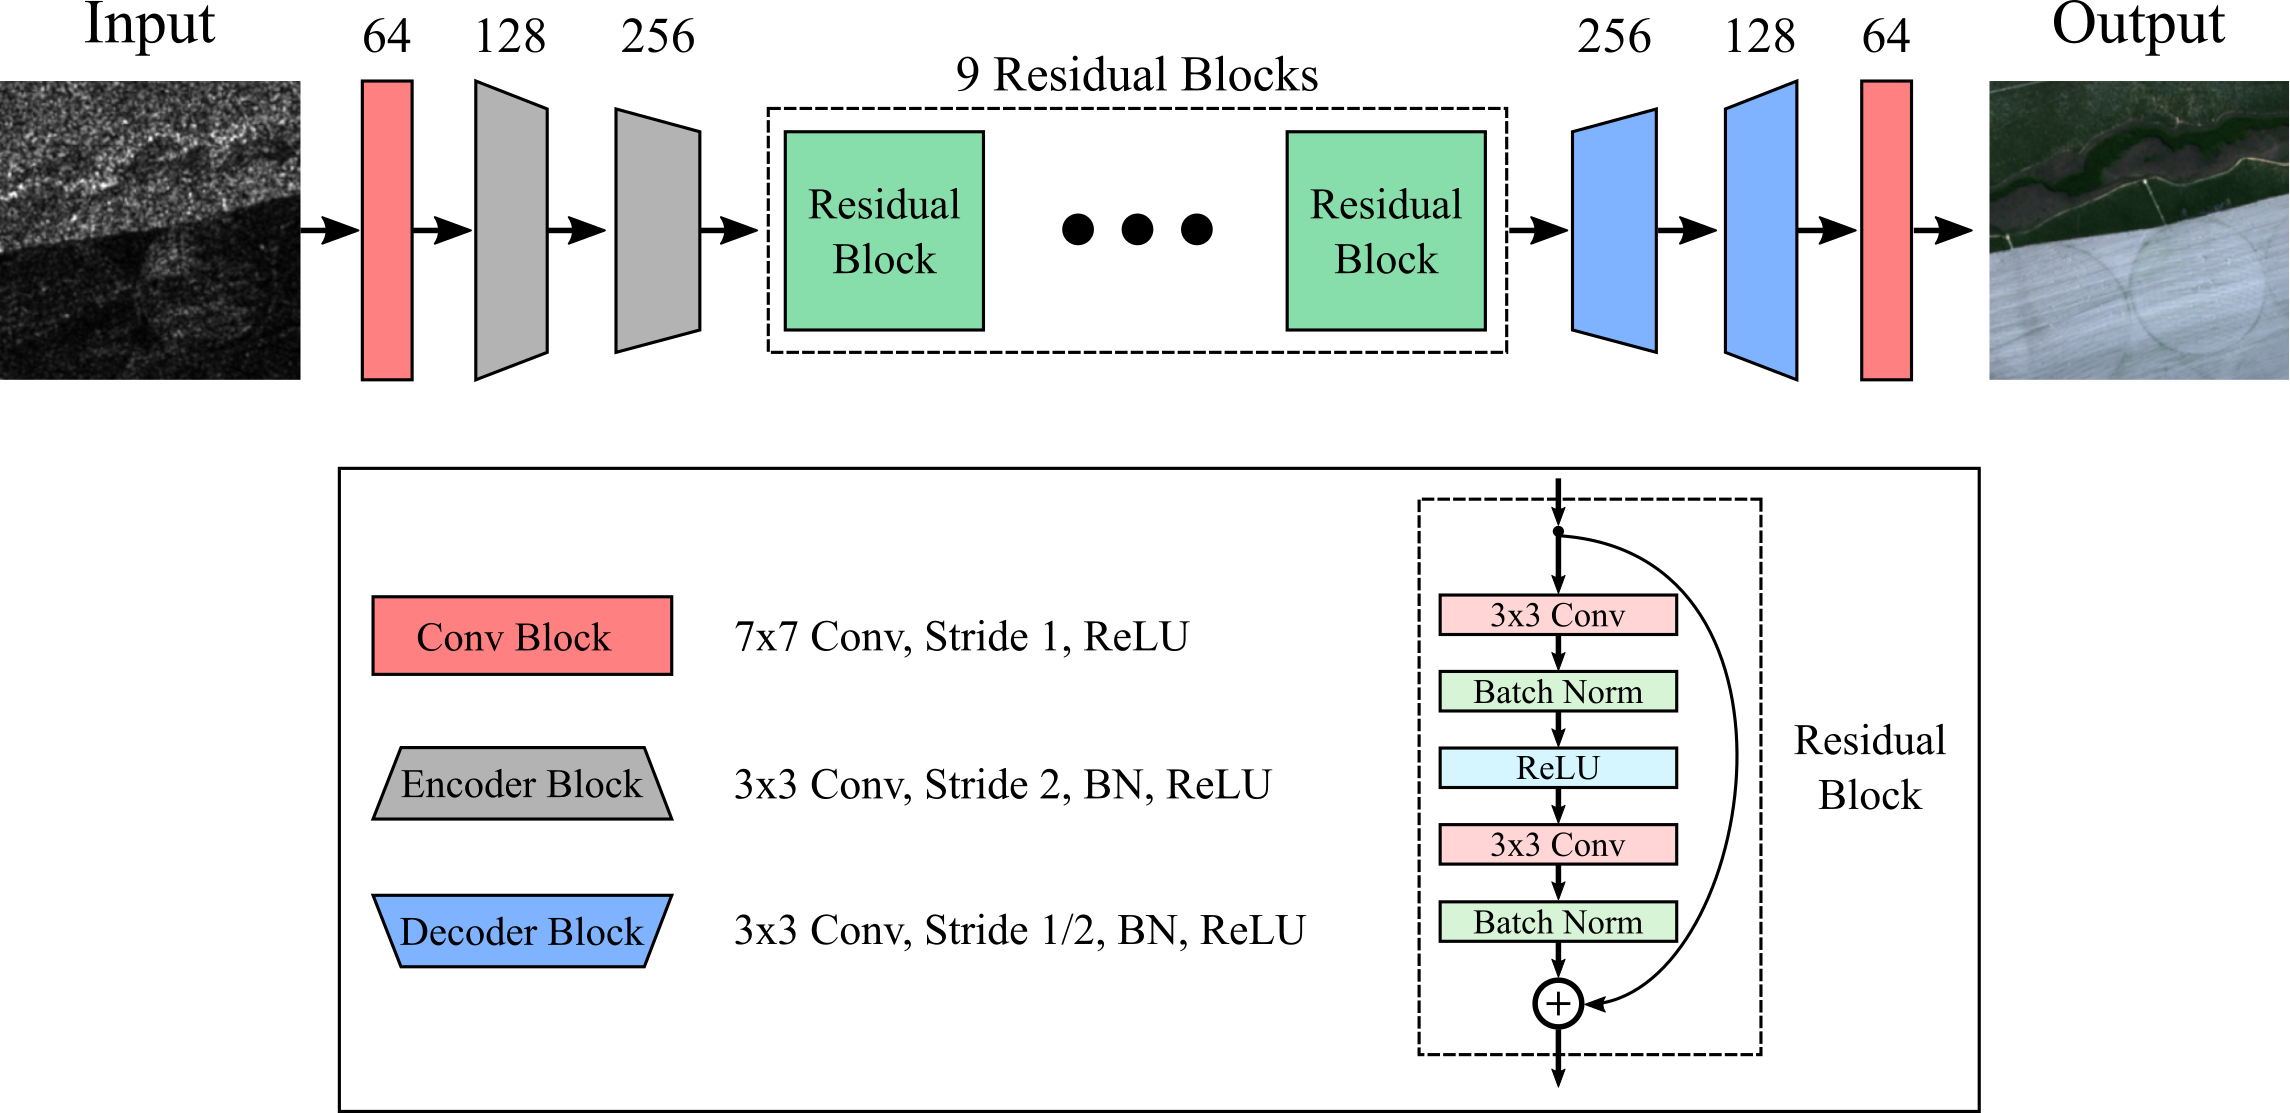 Input
64
128
256
9 Residual Blocks
256
128
64
Output
Residual
Block
Residual
Block
Conv Block
7x7 Conv, Stride 1, ReLU
Encoder Block
3x3 Conv, Stride 2, BN, ReLU
Decoder Block
3x3 Conv, Stride 1/2, BN, ReLU
3x3 Conv
Batch Norm
ReLU
3x3 Conv
Batch Norm
+
Residual
Block